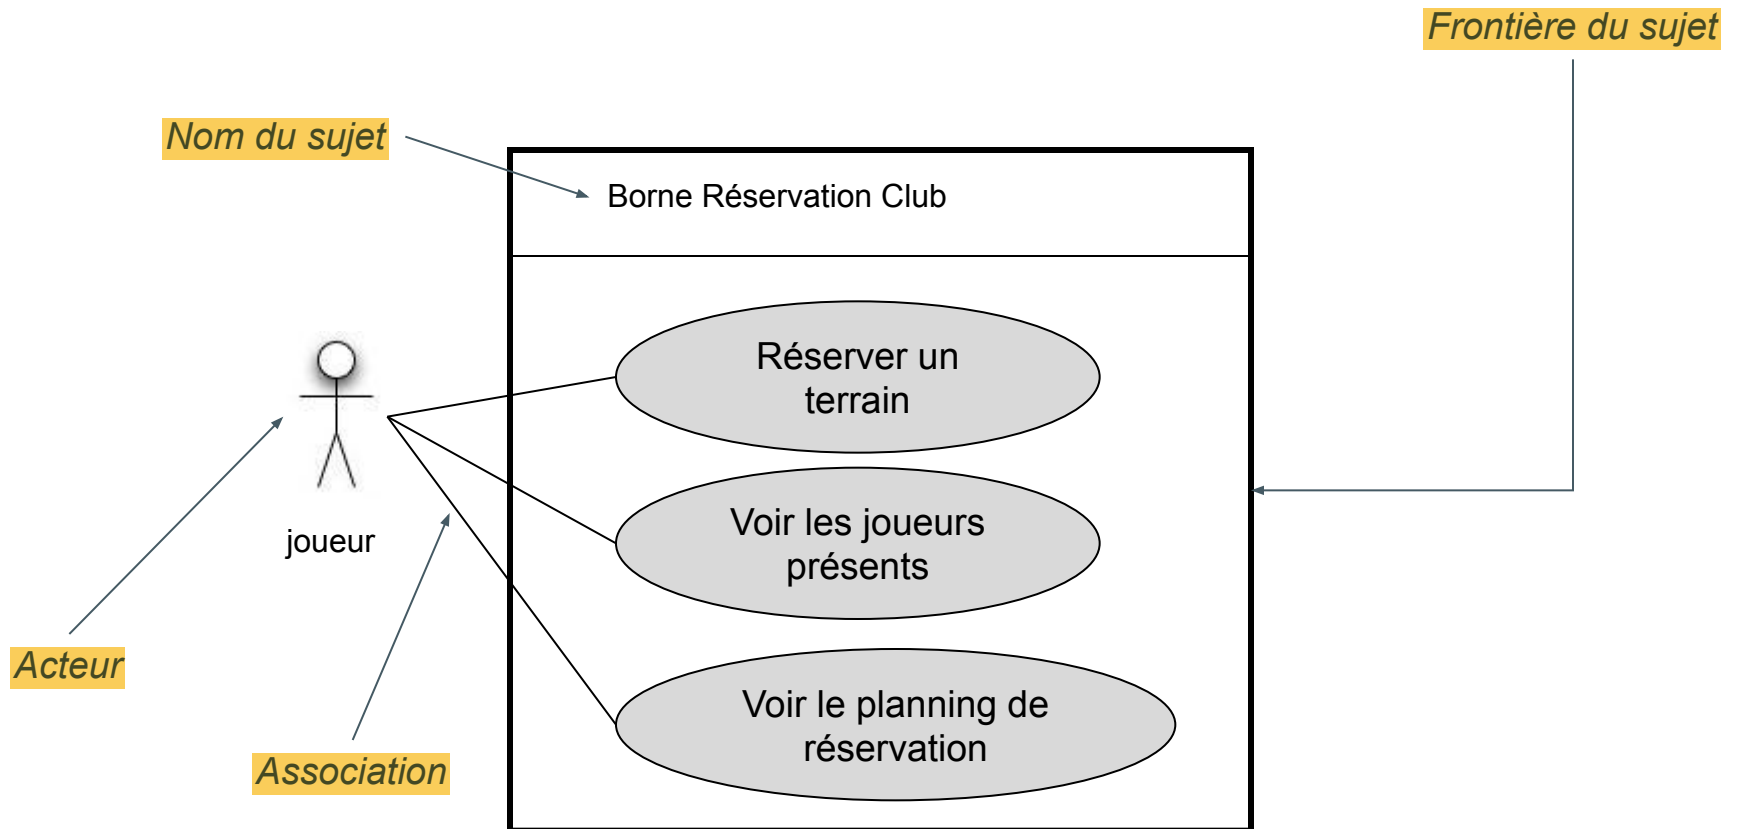 Frontière du sujet
Nom du sujet
Borne Réservation Club
Réserver un
terrain
Voir les joueurs
présents
joueur
Acteur
Voir le planning de
réservation
Association